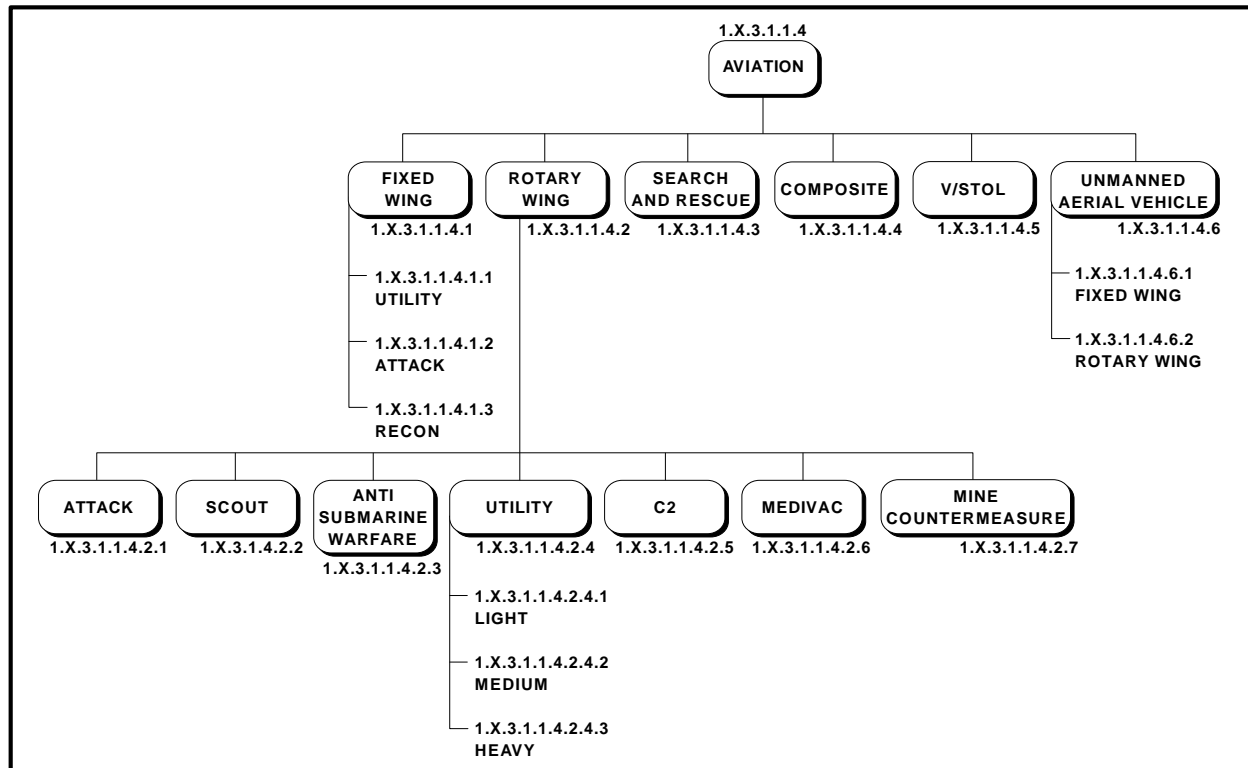 1.X.3.1.1.4
AVIATION
FIXED
WING
1.X.3.1.1.4.1
ROTARY
WING
1.X.3.1.1.4.2
SEARCH
AND RESCUE
1.X.3.1.1.4.3
COMPOSITE
1.X.3.1.1.4.4
V/STOL
1.X.3.1.1.4.5
UNMANNED
AERIAL VEHICLE
1.X.3.1.1.4.6
1.X.3.1.1.4.1.1
UTILITY
1.X.3.1.1.4.1.2
ATTACK
1.X.3.1.1.4.1.3
RECON
1.X.3.1.1.4.6.1
FIXED WING
1.X.3.1.1.4.6.2
ROTARY WING
ATTACK
1.X.3.1.1.4.2.1
SCOUT
1.X.3.1.4.2.2
ANTI
SUBMARINE
WARFARE
1.X.3.1.1.4.2.3
UTILITY
1.X.3.1.1.4.2.4
C2
1.X.3.1.1.4.2.5
MEDIVAC
1.X.3.1.1.4.2.6
MINE
COUNTERMEASURE
1.X.3.1.1.4.2.7
1.X.3.1.1.4.2.4.1
LIGHT
1.X.3.1.1.4.2.4.2
MEDIUM
1.X.3.1.1.4.2.4.3
HEAVY